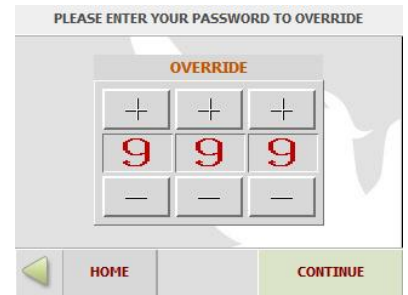 PLEASE ENTER YOUR PASSWORD TO OVERRIDE
OVERRIDE
+ + +
9 9 9
— — —
HOME CONTINUE